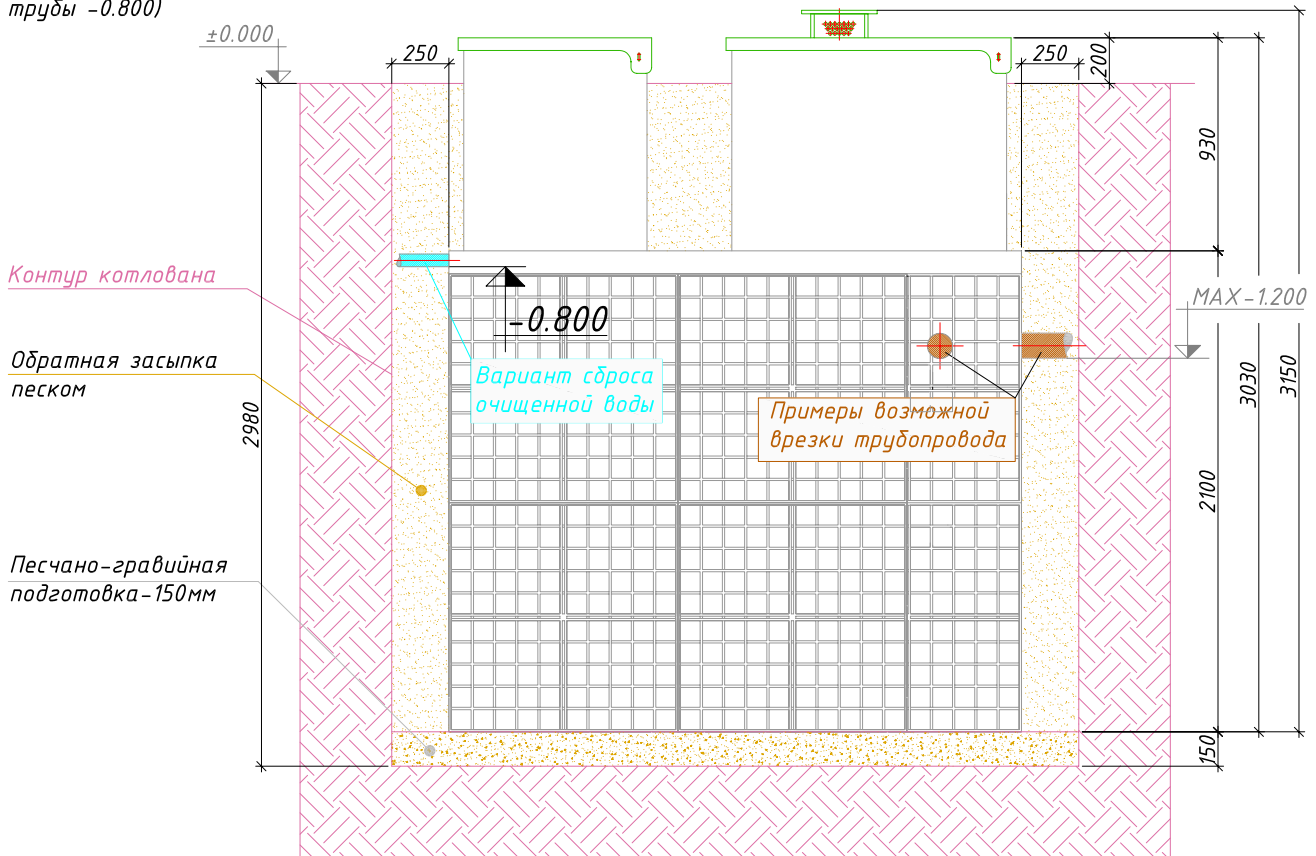 трубы -0.800)
±0.000
250
250
200
930
Контур котлована
MAX-1.200
-0.800
Обратная засыпка
песком
Вариант сброса
очищенной воды
Примеры возможной
врезки трубопровода
2980
3030
3150
2100
Песчано-гравийная
подготовка-150мм
150